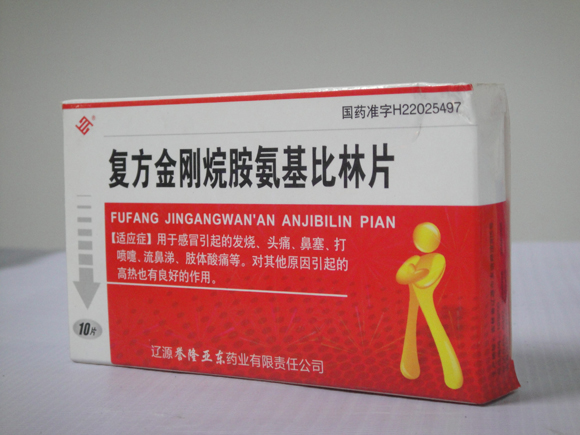 国药准字H22025497
复方金刚烷胺氨基比林片
FUFANG JINGANGWAN'AN ANJIBILIN PIAN
【适应症】用于感冒引起的发烧、头痛、鼻塞、打
喷嚏、流鼻涕、肢体酸痛等。对其他原因引起的
高热也有良好的作用。
10片
辽源誉隆亚东药业有限责任公司